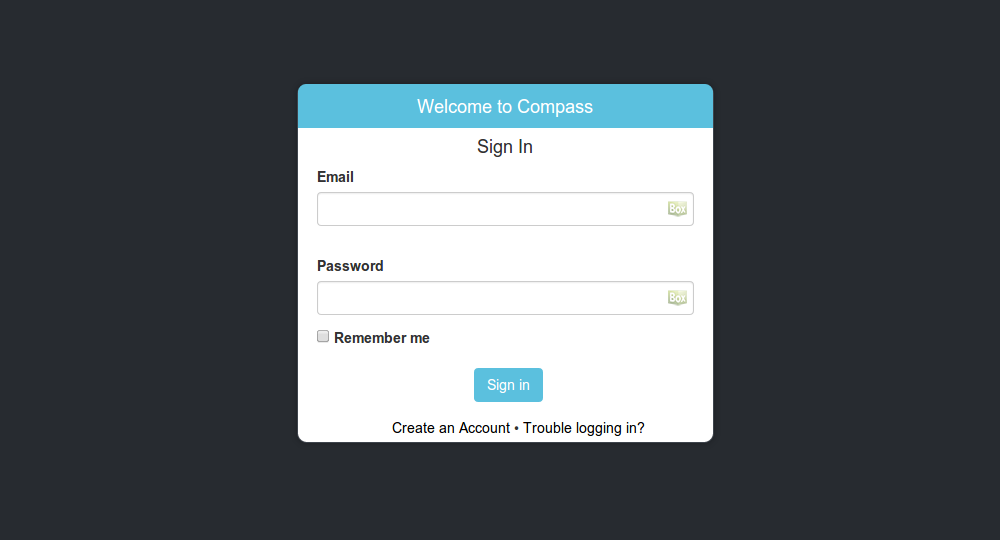 Welcome to Compass
Sign In
Email
Box
Password
Box
Remember me
Sign in
Create an Account • Trouble logging in?